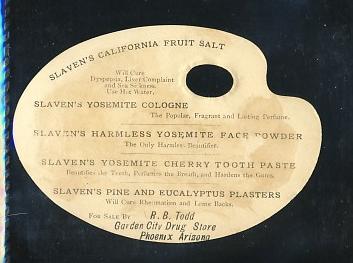 SLAVEN'S CALIFORNIA FRUIT SALT
Will Cure
Dyspepsia, Liver Complaint
and Sea Sickness.
Use Hot Water.
SLAVEN'S YOSEMITE COLOGNE
The Popular, Fragrant and Lasting Perfume.
SLAVEN'S HARMLESS YOSEMITE FACE POWDER
The Only Harmless Beautifier.
SLAVEN'S YOSEMITE CHERRY TOOTH PASTE
Beautifies the Teeth, Perfumes the Breath, and Hardens the Gums.
SLAVEN'S PINE AND EUCALYPTUS PLASTERS
Will Cure Rheumatism and Lame Backs.
FOR SALE BY R. B. Todd
Garden City Drug Store
Phoenix Arizona